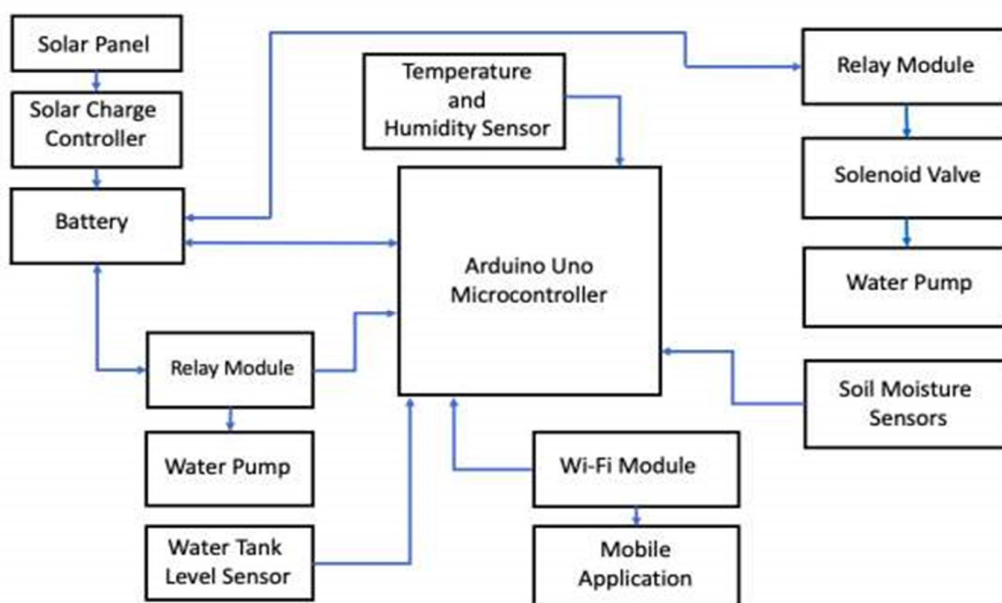 Solar Panel
Solar Charge
Controller
Battery
Temperature
and
Humidity Sensor
Relay Module
Solenoid Valve
Water Pump
Arduino Uno
Microcontroller
Relay Module
Water Pump
Water Tank
Level Sensor
Wi-Fi Module
Mobile
Application
Soil Moisture
Sensors